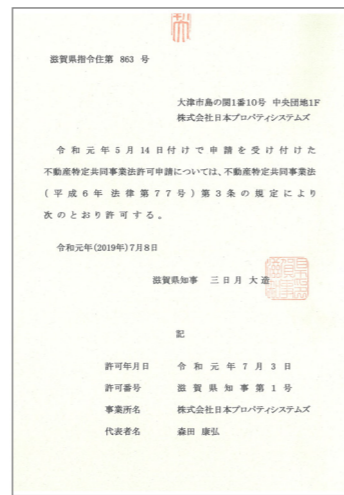 滋賀県指令住第 863 号
大津市島の関1番10号 中央団地1F
株式会社日本プロパティシステムズ
令和元年5月14日付けで申請を受け付けた
不動産特定共同事業法許可申請については、不動産特定共同事業法
(平成6年法律第77号)第3条の規定により
次のとおり許可する。
令和元年(2019年)7月8日
滋賀県知事 三日月 大造
記
許可年月日 令和元年7月3日
許可番号 滋賀県知事第1号
事業所名 株式会社日本プロパティシステムズ
代表者名 森田 康弘